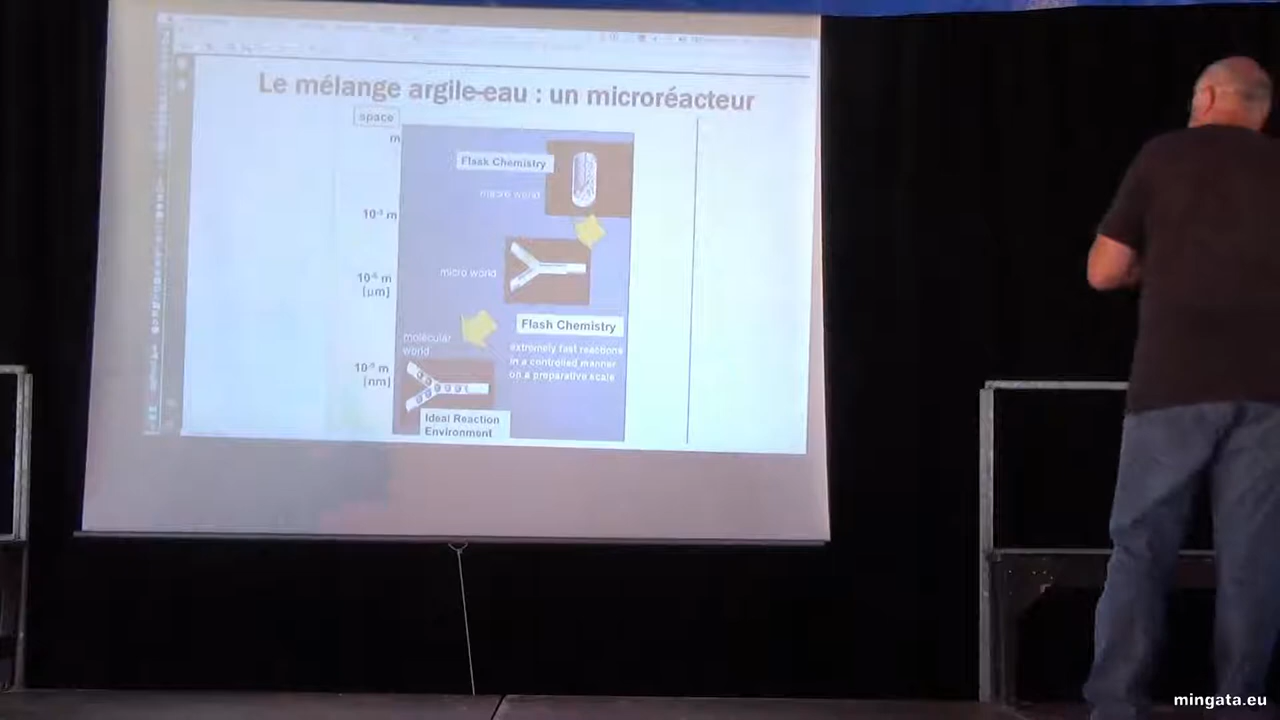 Le mélange argile-eau : un microréacteur
space
m
Flask Chemistry
macro world
10⁻³ m
micro world
10⁻⁶ m
[µm]
Flash Chemistry
extremely fast reactions
in a controlled manner
on a preparative scale
molecular
world
10⁻⁹ m
[nm]
Ideal Reaction
Environment
mingata.eu